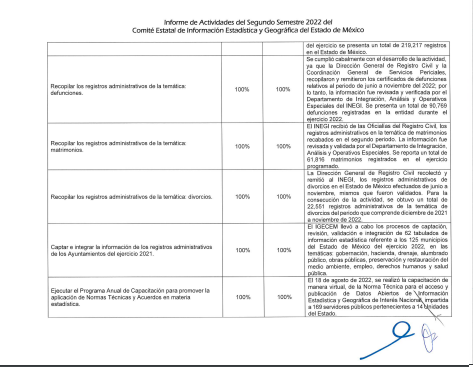 Informe de Actividades del Segundo Semestre 2022 del
Comité Estatal de Información Estadística y Geográfica del Estado de México
del ejercicio se presenta un total de 219,217 registros
en el Estado de México.
Recopilar los registros administrativos de la temática:
defunciones.
100%
100%
Se cumplió cabalmente con el desarrollo de la actividad,
ya que la Dirección General de Registro Civil y la
Coordinación General de Servicios Periciales,
recopilaron y remitieron los certificados de defunciones
relativos al periodo de junio a noviembre del 2022; por
lo tanto, la información fue revisada y verificada por el
Departamento de Integración, Análisis y Operativos
Especiales del INEGI. Se presenta un total de 90,769
defunciones registradas en la entidad durante el
ejercicio 2022.
Recopilar los registros administrativos de la temática:
matrimonios.
100%
100%
El INEGI recibió de las Oficialías del Registro Civil, los
registros administrativos en la temática de matrimonios
recabados en el segundo periodo. La información fue
revisada y validada por el Departamento de Integración,
Análisis y Operativos Especiales. Se reporta un total de
61,816 matrimonios registrados en el ejercicio
programado.
Recopilar los registros administrativos de la temática: divorcios.
100%
100%
La Dirección General de Registro Civil recolectó y
remitió al INEGI, los registros administrativos de
divorcios en el Estado de México efectuados de junio a
noviembre, mismos que fueron validados. Para la
consecución de la actividad, se obtuvo un total de
22,551 registros administrativos de la temática de
divorcios del periodo que comprende diciembre de 2021
a noviembre de 2022.
Captar e integrar la información de los registros administrativos
de los Ayuntamientos del ejercicio 2021.
100%
100%
El IGECEM llevó a cabo los procesos de captación,
revisión, validación e integración de 62 tabulados de
información estadística referente a los 125 municipios
del Estado de México del ejercicio 2022, en las
temáticas: gobernación, hacienda, drenaje, alumbrado
público, obras públicas, preservación y restauración del
medio ambiente, empleo, derechos humanos y salud
pública.
Ejecutar el Programa Anual de Capacitación para promover la
aplicación de Normas Técnicas y Acuerdos en materia
estadística.
100%
100%
El 18 de agosto de 2022, se realizó la capacitación de
manera virtual, de la Norma Técnica para el acceso y
publicación de Datos Abiertos de Información
Estadística y Geográfica de Interés Nacional, impartida
a 169 servidores públicos pertenecientes a 14 Unidades
del Estado.